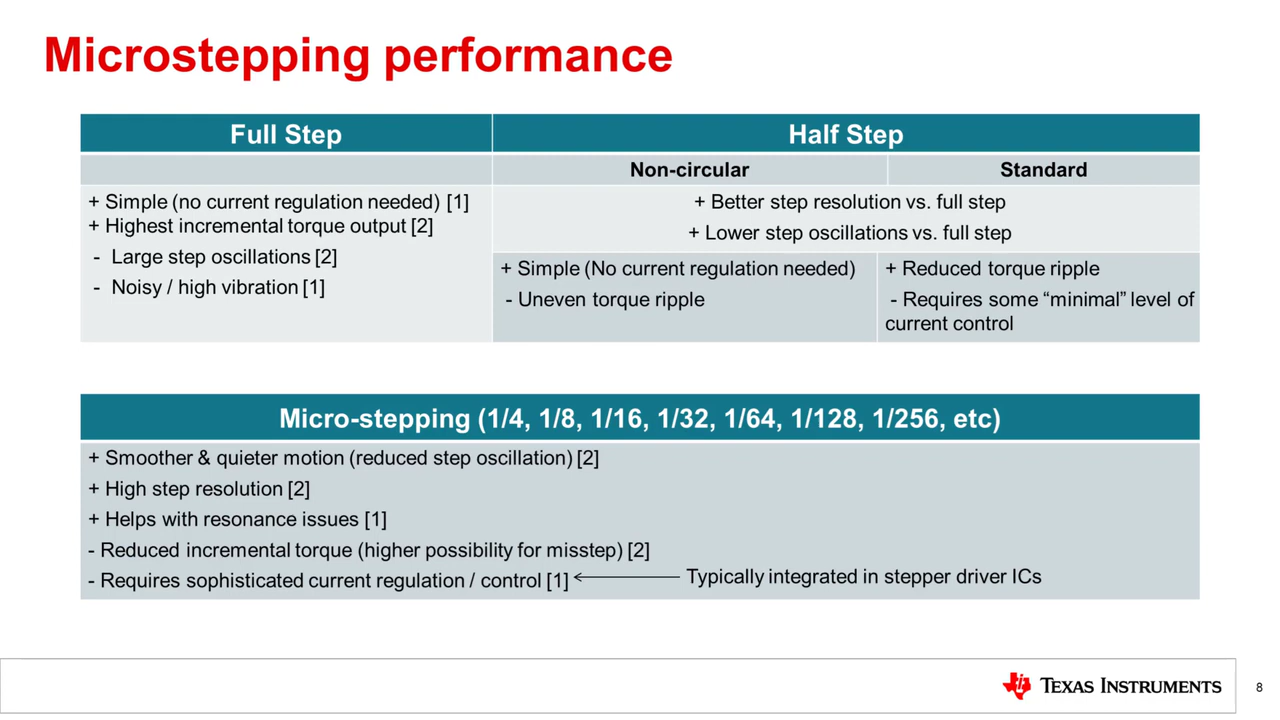 Microstepping performance
Full Step
Half Step
Non-circular
Standard
+ Simple (no current regulation needed) [1]
+ Highest incremental torque output [2]
- Large step oscillations [2]
- Noisy / high vibration [1]
+ Better step resolution vs. full step
+ Lower step oscillations vs. full step
+ Simple (No current regulation needed)
- Uneven torque ripple
+ Reduced torque ripple
- Requires some “minimal” level of
current control
Micro-stepping (1/4, 1/8, 1/16, 1/32, 1/64, 1/128, 1/256, etc)
+ Smoother & quieter motion (reduced step oscillation) [2]
+ High step resolution [2]
+ Helps with resonance issues [1]
- Reduced incremental torque (higher possibility for misstep) [2]
- Requires sophisticated current regulation / control [1]
Typically integrated in stepper driver ICs
TEXAS INSTRUMENTS
8